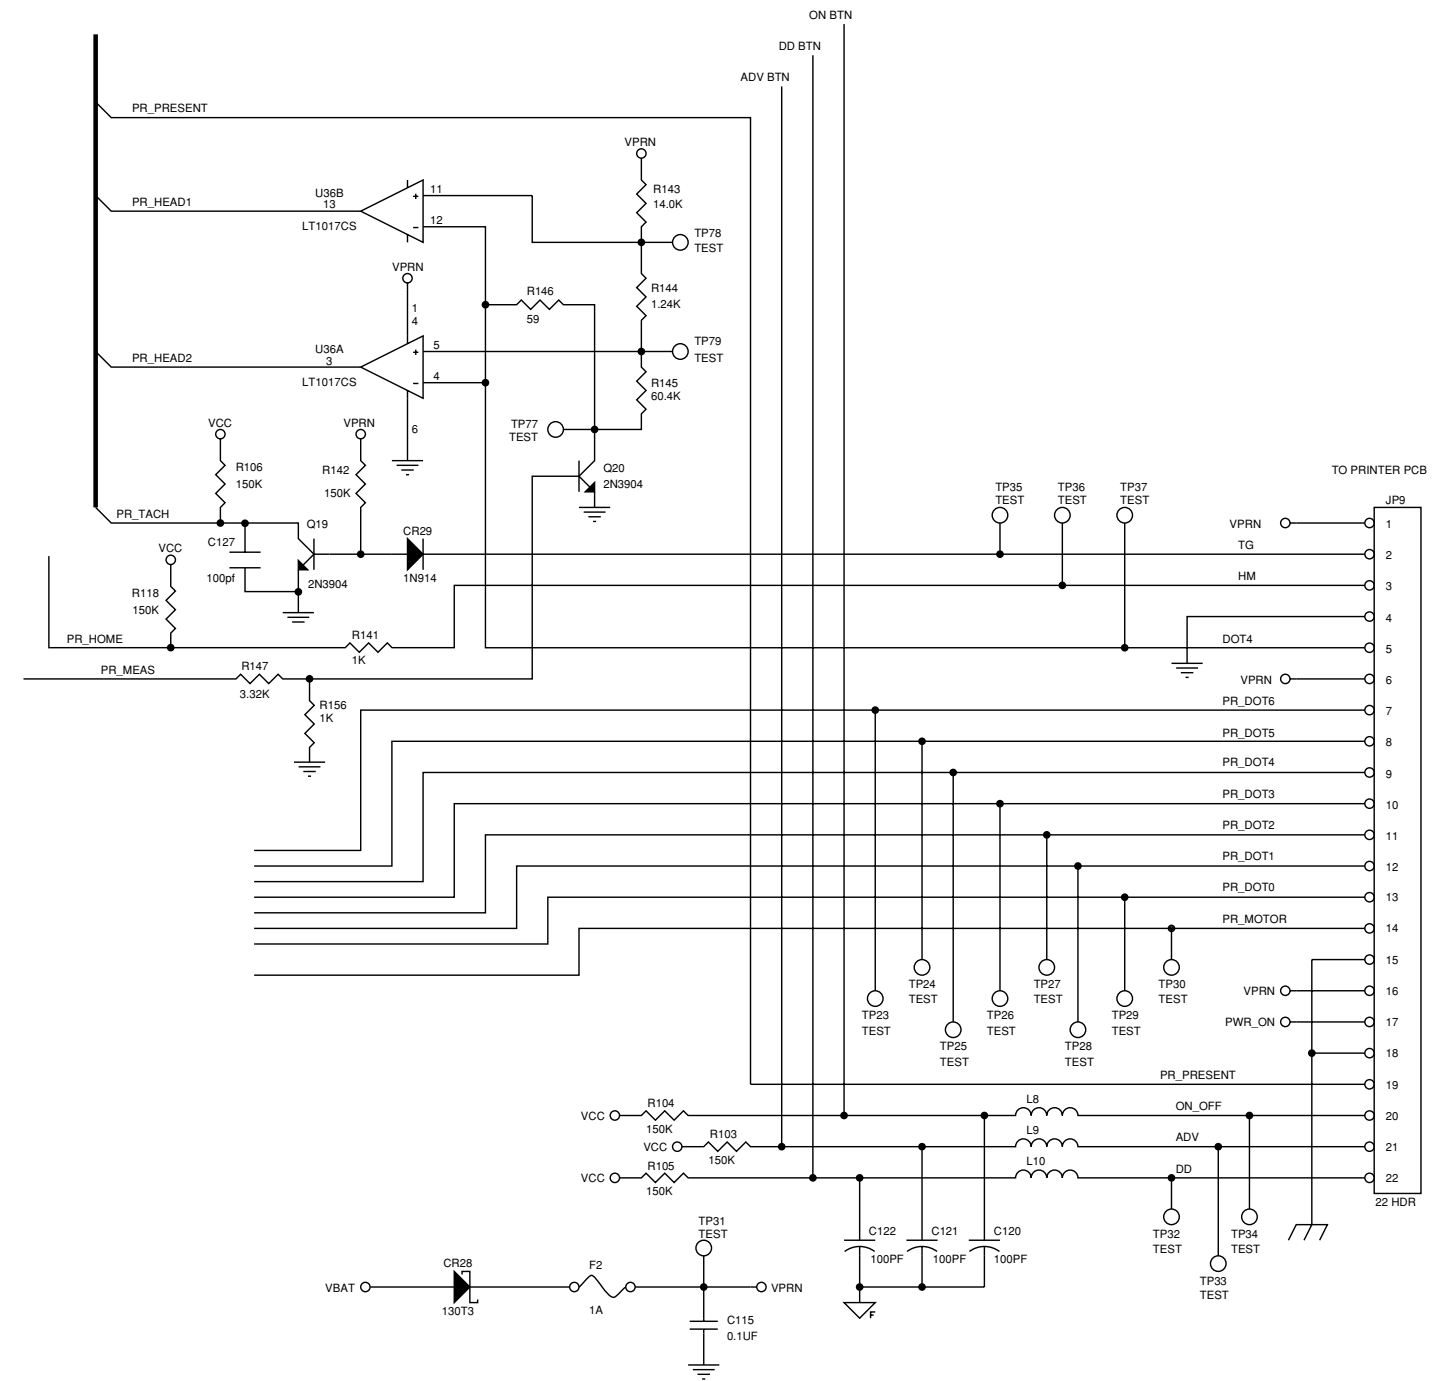 ON BTN
DD BTN
ADV BTN
PR_PRESENT
VPRN
R143
14.0K
U36B
13
LT1017CS
11
12
PR_HEAD1
TP78
TEST
VPRN
1
4
R146
59
R144
1.24K
U36A
3
LT1017CS
5
4
6
PR_HEAD2
TP79
TEST
R145
60.4K
TP77
TEST
VCC
R106
150K
VPRN
R142
150K
Q20
2N3904
PR_TACH
Q19
2N3904
C127
100pf
CR29
1N914
VCC
R118
150K
PR_HOME
R141
1K
PR_MEAS
R147
3.32K
R156
1K
TP35
TEST
TP36
TEST
TP37
TEST
TO PRINTER PCB
JP9
VPRN
1
TG
2
HM
3
4
DOT4
5
VPRN
6
PR_DOT6
7
PR_DOT5
8
PR_DOT4
9
PR_DOT3
10
PR_DOT2
11
PR_DOT1
12
PR_DOT0
13
PR_MOTOR
14
15
VPRN
16
PWR_ON
17
18
PR_PRESENT
19
ON_OFF
20
ADV
21
DD
22
22 HDR
TP23
TEST
TP24
TEST
TP25
TEST
TP26
TEST
TP27
TEST
TP28
TEST
TP29
TEST
TP30
TEST
VCC
R104
150K
L8
VCC
R103
150K
L9
VCC
R105
150K
L10
C122
100PF
C121
100PF
C120
100PF
F
TP32
TEST
TP33
TEST
TP34
TEST
TP31
TEST
VBAT
CR28
130T3
F2
1A
VPRN
C115
0.1UF